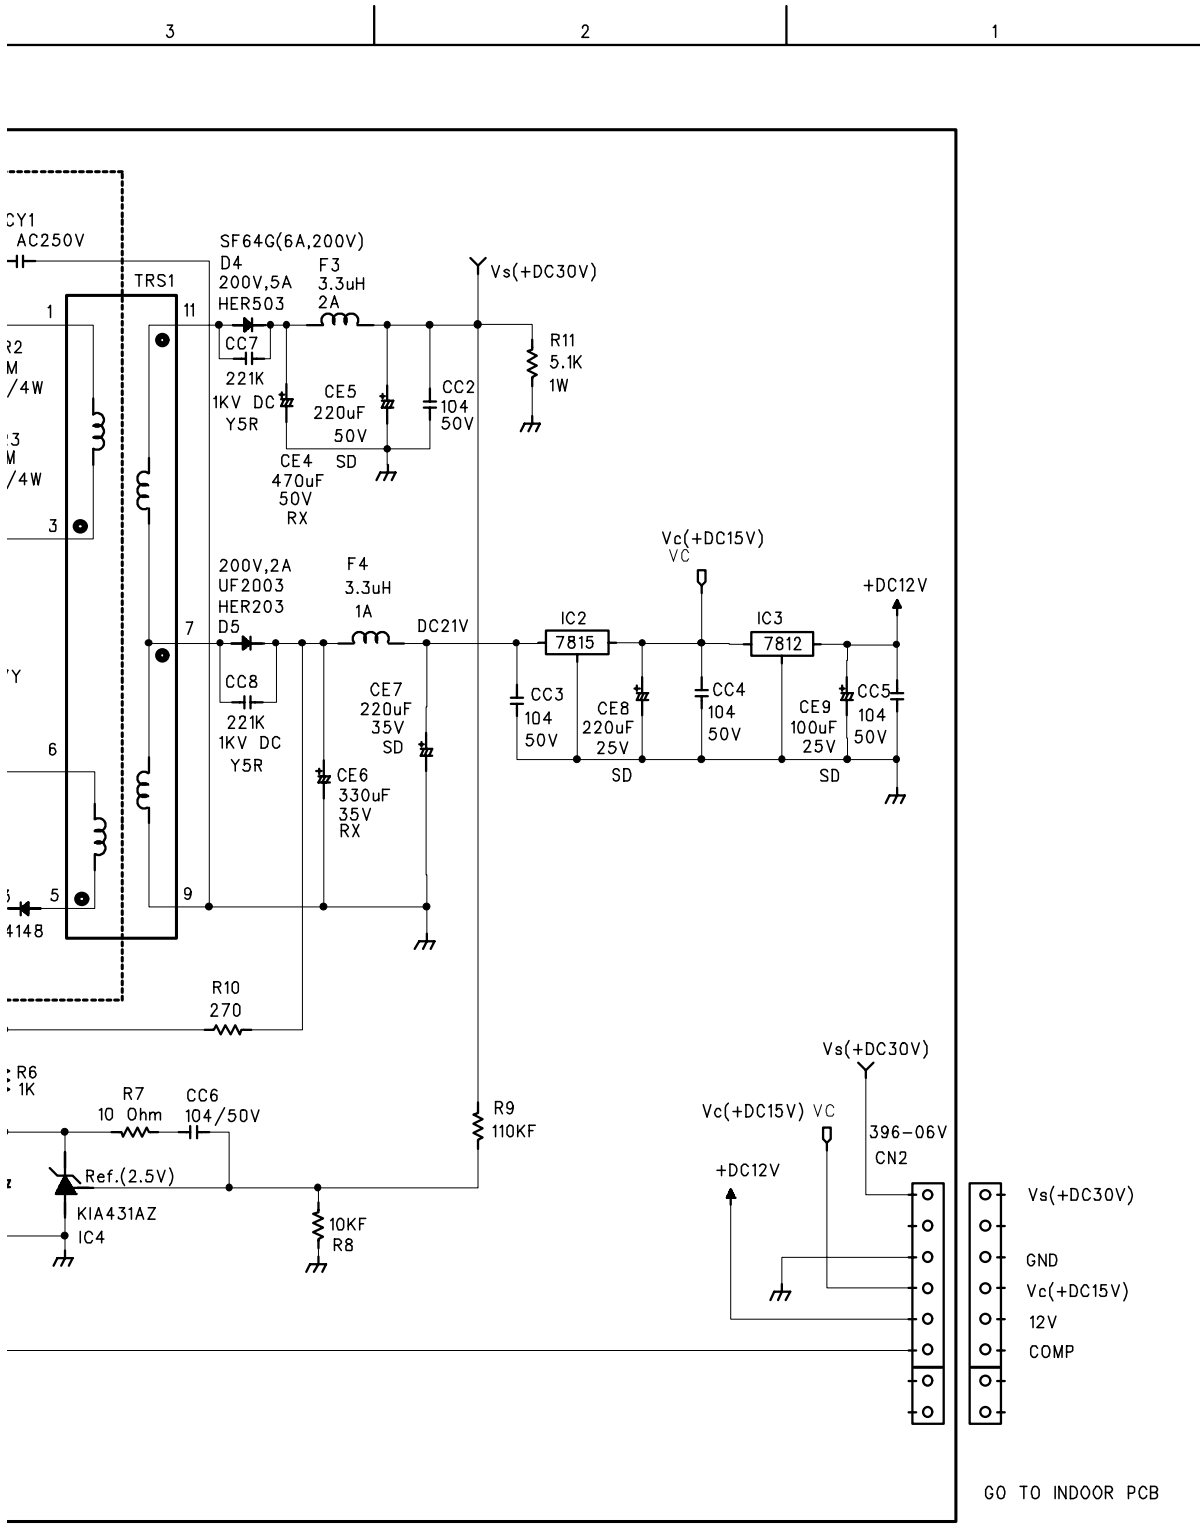 3
2
1
CY1
AC250V
TRS1
1
11
R2
M
/4W
M
/4W
3
7
6
5
9
4148
SF64G(6A,200V)
D4
200V,5A
HER503
F3
3.3uH
2A
Vs(+DC30V)
CC7
221K
1KV DC
Y5R
CE5
220uF
50V
SD
CC2
104
50V
R11
5.1K
1W
CE4
470uF
50V
RX
200V,2A
UF2003
HER203
D5
F4
3.3uH
1A
DC21V
CC8
221K
1KV DC
Y5R
CE7
220uF
35V
SD
CE6
330uF
35V
RX
Vc(+DC15V)
VC
+DC12V
IC2
7815
IC3
7812
CC3
104
50V
CE8
220uF
25V
SD
CC4
104
50V
CE9
100uF
25V
SD
CC5
104
50V
R10
270
R6
1K
R7
10 Ohm
CC6
104/50V
Ref.(2.5V)
KIA431AZ
IC4
10KF
R8
R9
110KF
Vs(+DC30V)
Vc(+DC15V) VC
396-06V
CN2
+DC12V
Vs(+DC30V)
GND
Vc(+DC15V)
12V
COMP
GO TO INDOOR PCB